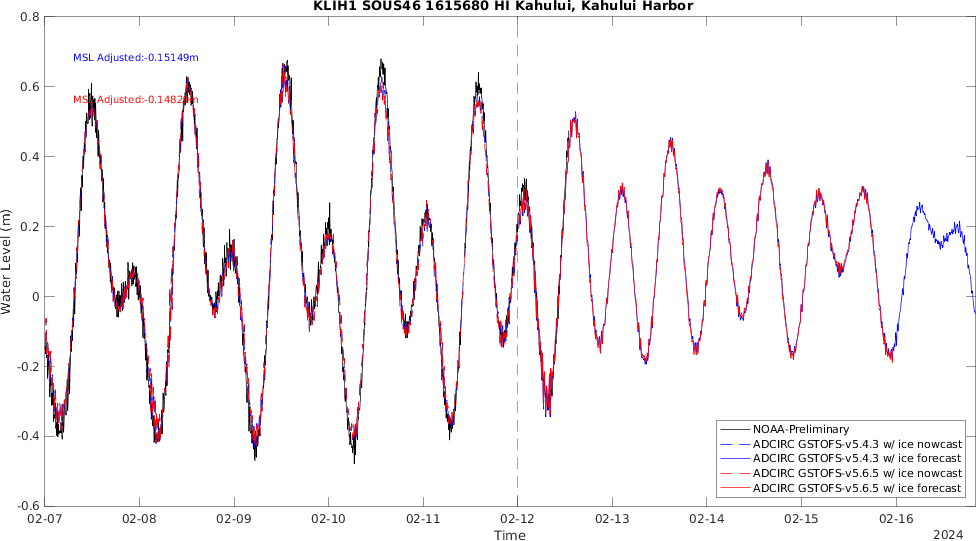 KLIH1 SOUS46 1615680 HI Kahului, Kahului Harbor
0.8
0.6
0.4
0.2
0
-0.2
-0.4
-0.6
Water Level (m)
MSL Adjusted:-0.15149m
Adjusted:-0.1482
NOAA-Preliminary
ADCIRC GSTOFS-v5.4.3 w/ ice nowcast
ADCIRC GSTOFS-v5.4.3 w/ ice forecast
ADCIRC GSTOFS-v5.6.5 w/ ice nowcast
ADCIRC GSTOFS-v5.6.5 w/ ice forecast
02-07 02-08 02-09 02-10 02-11 02-12 02-13 02-14 02-15 02-16
Time
2024